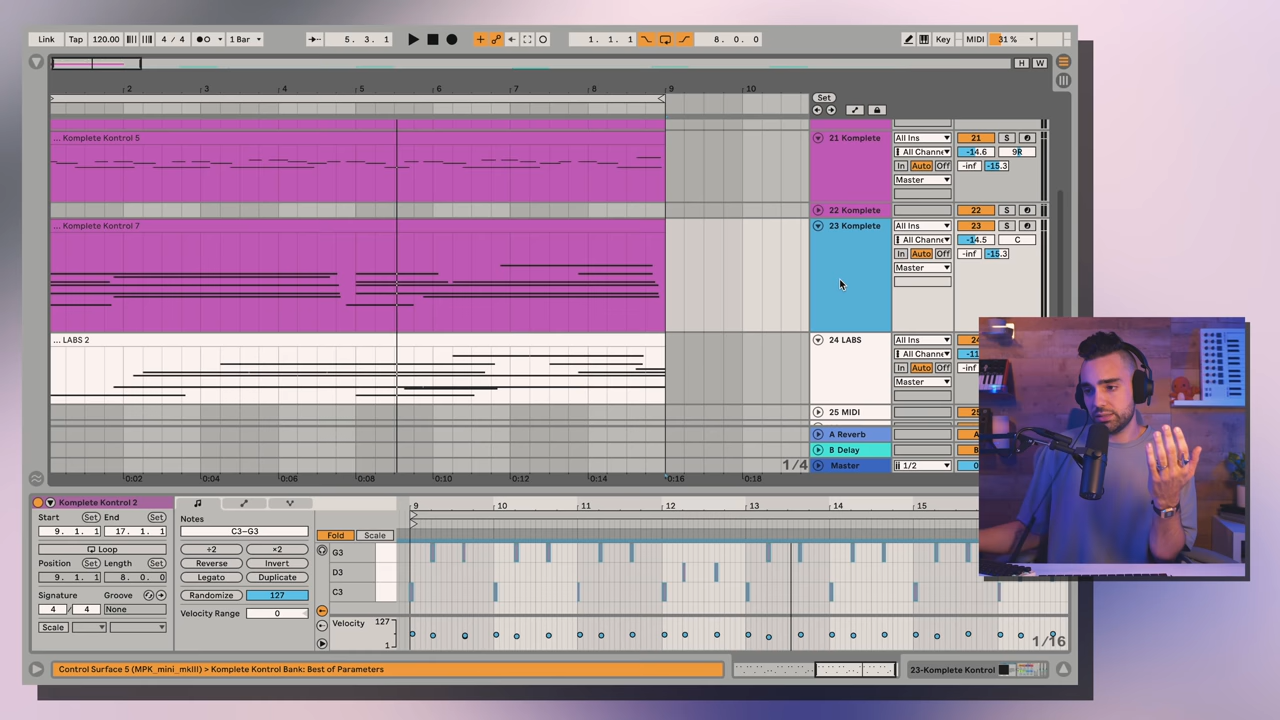 Link Tap 120.00 4 / 4 1 Bar 5. 3. 1 1. 1. 1 8. 0. 0 Key MIDI 31 %
H W
2 3 4 5 6 7 8 9 10
Set
... Komplete Kontrol 5
21 Komplete All Ins 21 S
All Channe -14.6 9R
In Auto Off -inf -15.3
Master
22 Komplete 22 S
... Komplete Kontrol 7
23 Komplete All Ins 23 S
All Channe -14.5 C
In Auto Off -inf -15.3
Master
... LABS 2
24 LABS All Ins
All Channe
In Auto Off -inf
Master
25 MIDI
A Reverb A
B Delay B
1/4
Master 1/2
0:02 0:04 0:06 0:08 0:10 0:12 0:14 0:16 0:18
Komplete Kontrol 2
Start Set End Set
9. 1. 1 17. 1. 1
Loop
Position Set Length Set
9. 1. 1 8. 0. 0
Signature Groove
4 / 4 None
Scale
Notes
C3–G3
÷2 ×2
Reverse Invert
Legato Duplicate
Randomize 127
Velocity Range 0
9 10 11 12 13 14 15
Fold Scale
G3
D3
C3
Velocity 127
1
1/16
Control Surface 5 (MPK_mini_mkIII) > Komplete Kontrol Bank: Best of Parameters
23-Komplete Kontrol